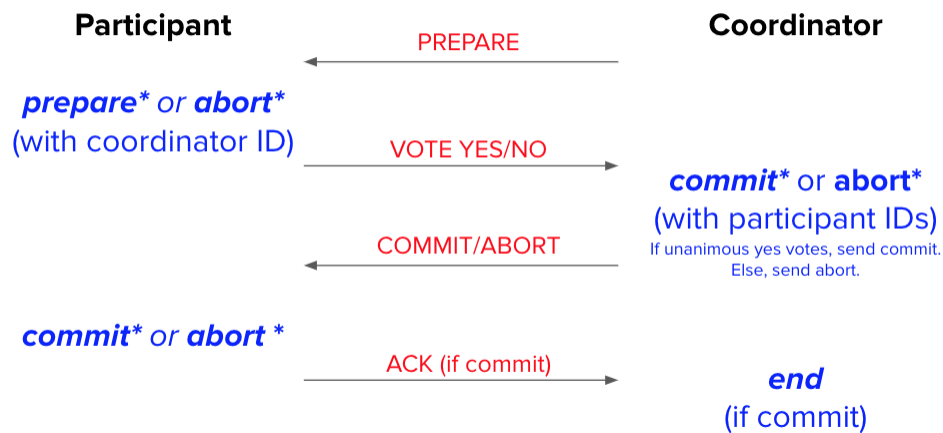 Participant
Coordinator
PREPARE
prepare* or abort*
(with coordinator ID)
VOTE YES/NO
commit* or abort*
(with participant IDs)
If unanimous yes votes, send commit.
Else, send abort.
COMMIT/ABORT
commit* or abort *
ACK (if commit)
end
(if commit)